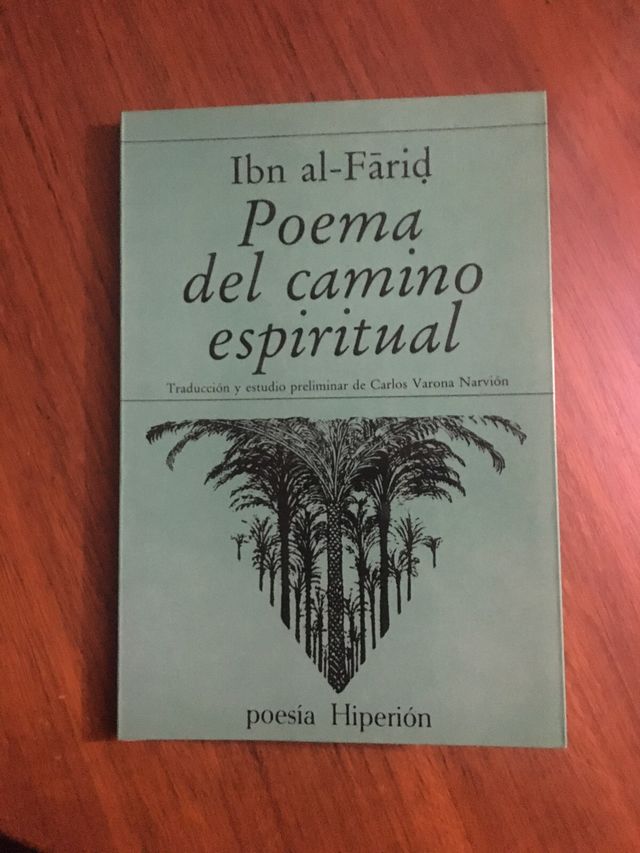 Ibn al-Fāriḍ
Poema
del camino
espiritual
Traducción y estudio preliminar de Carlos Varona Narvión
poesía Hiperión